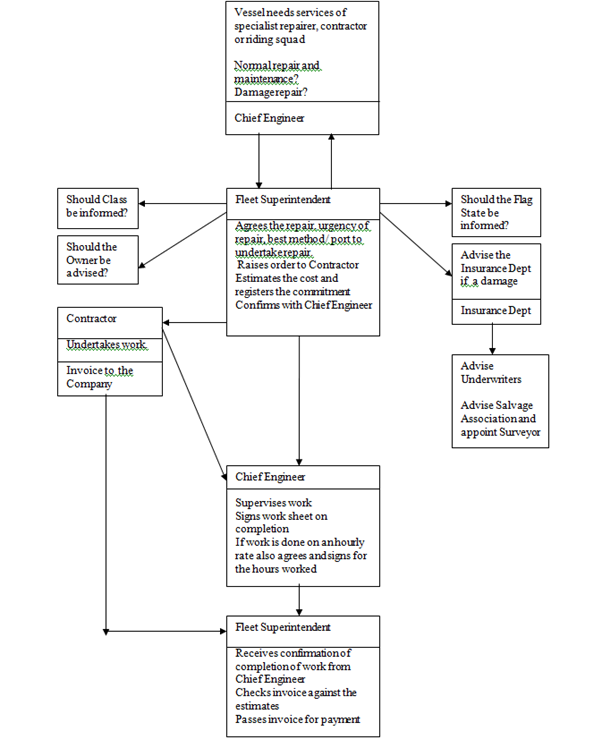 Vessel needs services of
specialist repairer, contractor
or riding squad
Normal repair and
maintenance?
Damage repair?
Chief Engineer
Should Class
be informed?
Fleet Superintendent
Should the Flag
State be
informed?
Should the
Owner be
advised?
Agrees the repair, urgency of
repair, best method / port to
undertake repair.
Raises order to Contractor
Estimates the cost and
registers the commitment
Confirms with Chief Engineer
Advise the
Insurance Dept
if a damage
Insurance Dept
Contractor
Undertakes work.
Invoice to the
Company
Advise
Underwriters
Advise Salvage
Association and
appoint Surveyor
Chief Engineer
Supervises work
Signs work sheet on
completion
If work is done on an hourly
rate also agrees and signs for
the hours worked
Fleet Superintendent
Receives confirmation of
completion of work from
Chief Engineer
Checks invoice against the
estimates
Passes invoice for payment